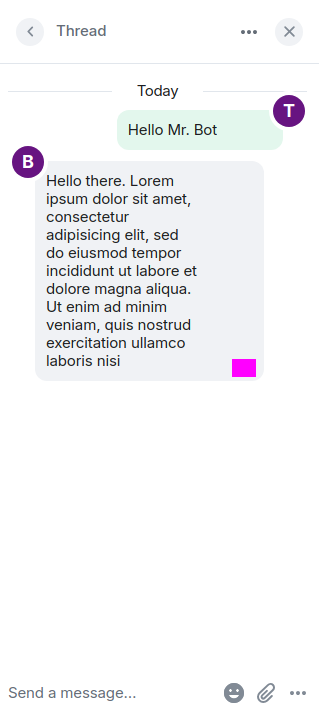 Thread
Today
T
Hello Mr. Bot
B
Hello there. Lorem
ipsum dolor sit amet,
consectetur
adipisicing elit, sed
do eiusmod tempor
incididunt ut labore et
dolore magna aliqua.
Ut enim ad minim
veniam, quis nostrud
exercitation ullamco
laboris nisi
Send a message...